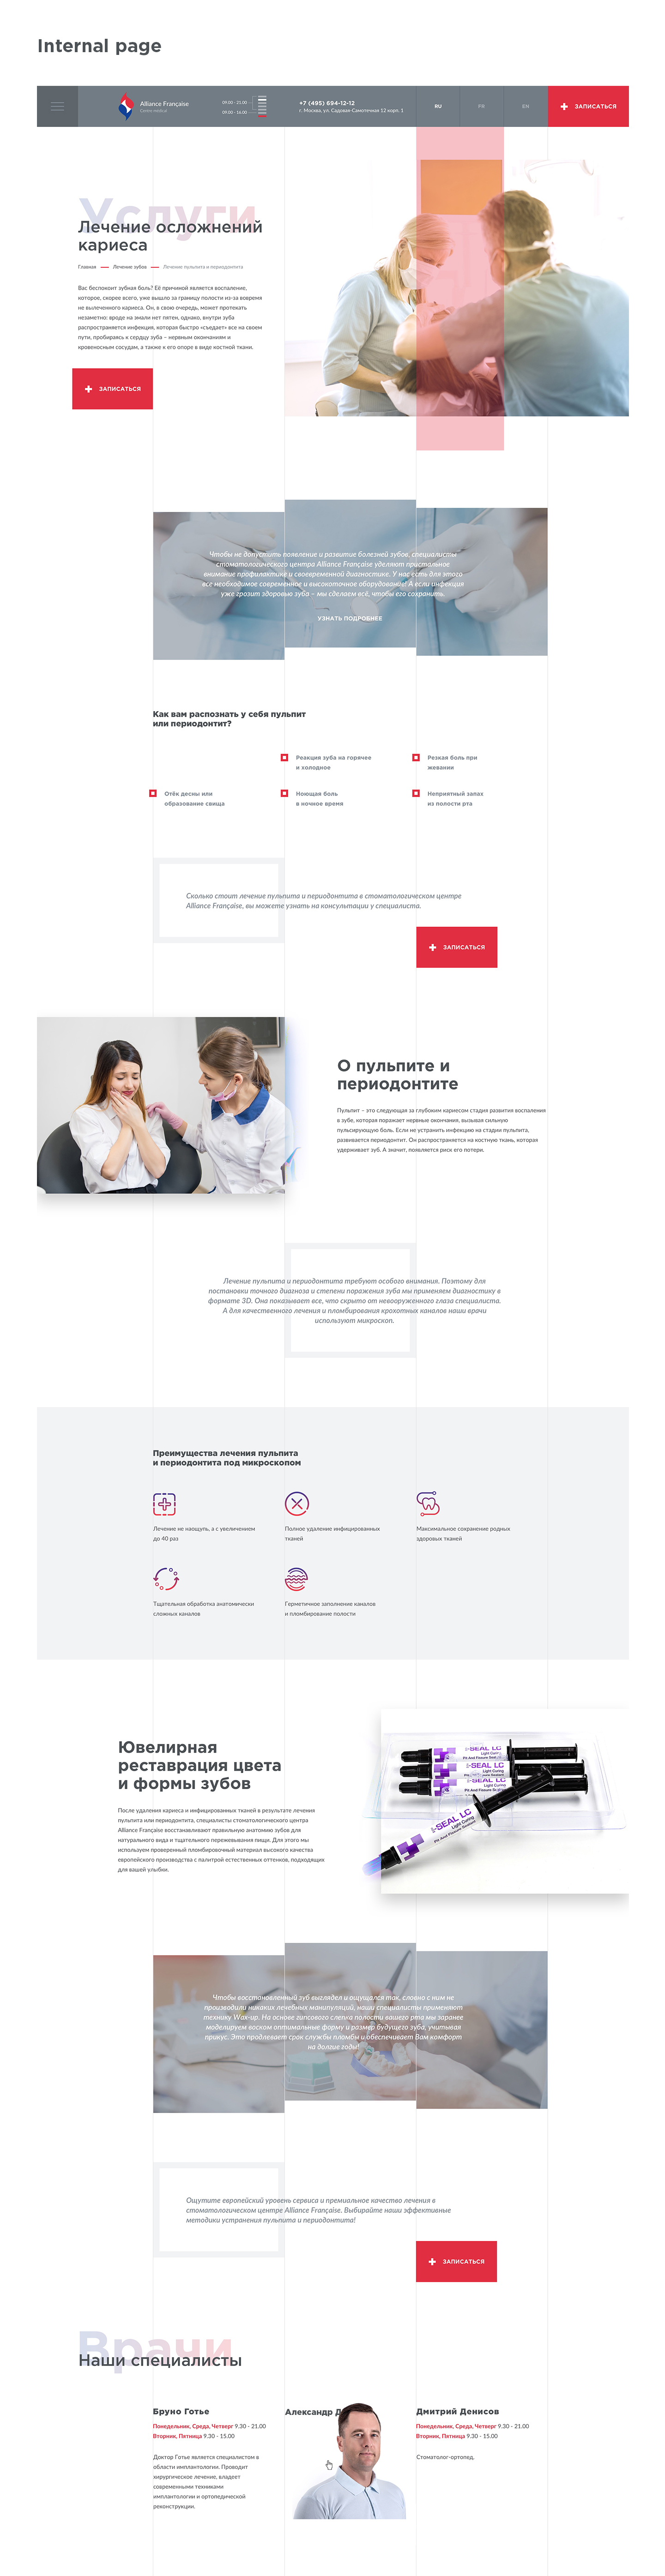 Internal page
Alliance Française
Centre médical
09.00 - 21.00
09.00 - 16.00
+7 (495) 694-12-12
г. Москва, ул. Садовая-Самотечная 12 корп. 1
RU
FR
EN
ЗАПИСАТЬСЯ
Услуги
Лечение осложнений
кариеса
Главная
Лечение зубов
Лечение пульпита и периодонтита
Вас беспокоит зубная боль? Её причиной является воспаление,
которое, скорее всего, уже вышло за границу полости из-за вовремя
не вылеченного кариеса. Он, в свою очередь, может протекать
незаметно: вроде на эмали нет пятен, однако, внутри зуба
распространяется инфекция, которая быстро «съедает» все на своем
пути, пробираясь к сердцу зуба – нервным окончаниям и
кровеносным сосудам, а также к его опоре в виде костной ткани.
ЗАПИСАТЬСЯ
Чтобы не допустить появление и развитие болезней зубов, специалисты
стоматологического центра Alliance Française уделяют пристальное
внимание профилактике и своевременной диагностике. У нас есть для этого
все необходимое современное и высокоточное оборудование! А если инфекция
уже грозит здоровью зуба – мы сделаем всё, чтобы его сохранить.
УЗНАТЬ ПОДРОБНЕЕ
Как вам распознать у себя пульпит
или периодонтит?
Реакция зуба на горячее
и холодное
Резкая боль при
жевании
Отёк десны или
образование свища
Ноющая боль
в ночное время
Неприятный запах
из полости рта
Сколько стоит лечение пульпита и периодонтита в стоматологическом центре
Alliance Française, вы можете узнать на консультации у специалиста.
ЗАПИСАТЬСЯ
О пульпите и
периодонтите
Пульпит – это следующая за глубоким кариесом стадия развития воспаления
в зубе, которая поражает нервные окончания, вызывая сильную
пульсирующую боль. Если не устранить инфекцию на стадии пульпита,
развивается периодонтит. Он распространяется на костную ткань, которая
удерживает зуб. А значит, появляется риск его потери.
Лечение пульпита и периодонтита требуют особого внимания. Поэтому для
постановки точного диагноза и степени поражения зуба мы применяем диагностику в
формате 3D. Она показывает все, что скрыто от невооруженного глаза специалиста.
А для качественного лечения и пломбирования крохотных каналов наши врачи
используют микроскоп.
Преимущества лечения пульпита
и периодонтита под микроскопом
Лечение не наощупь, а с увеличением
до 40 раз
Полное удаление инфицированных
тканей
Максимальное сохранение родных
здоровых тканей
Тщательная обработка анатомически
сложных каналов
Герметичное заполнение каналов
и пломбирование полости
Ювелирная
реставрация цвета
и формы зубов
После удаления кариеса и инфицированных тканей в результате лечения
пульпита или периодонтита, специалисты стоматологического центра
Alliance Française восстанавливают правильную анатомию зубов для
натурального вида и тщательного пережевывания пищи. Для этого мы
используем проверенный пломбировочный материал высокого качества
европейского производства с палитрой естественных оттенков, подходящих
для вашей улыбки.
i-SEAL LC
Light Curing
Pit And Fissure Sealant
i-SEAL LC
Light Curing
i-SEAL LC
SEAL LC
Light Curing
Pit And Fissure Sealant
Чтобы восстановленный зуб выглядел и ощущался так, словно с ним не
производили никаких лечебных манипуляций, наши специалисты применяют
технику Wax-up. На основе гипсового слепка полости вашего рта мы заранее
моделируем воском оптимальные форму и размер будущего зуба, учитывая
прикус. Это продлевает срок службы пломбы и обеспечивает Вам комфорт
на долгие годы!
Ощутите европейский уровень сервиса и премиальное качество лечения в
стоматологическом центре Alliance Française. Выбирайте наши эффективные
методики устранения пульпита и периодонтита!
ЗАПИСАТЬСЯ
Врачи
Наши специалисты
Бруно Готье
Понедельник, Среда, Четверг 9.30 - 21.00
Вторник, Пятница 9.30 - 15.00
Доктор Готье является специалистом в
области имплантологии. Проводит
хирургическое лечение, владеет
современными техниками
имплантологии и ортопедической
реконструкции.
Александр Д
Дмитрий Денисов
Понедельник, Среда, Четверг 9.30 - 21.00
Вторник, Пятница 9.30 - 15.00
Стоматолог-ортопед.